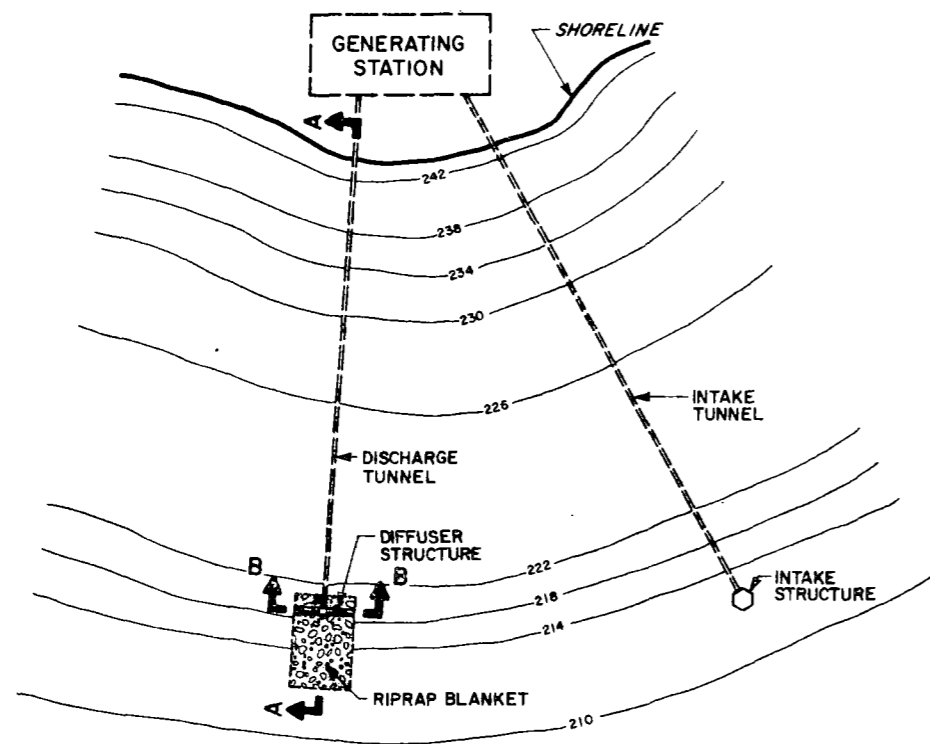 GENERATING
STATION
SHORELINE
A
242
238
234
230
226
INTAKE
TUNNEL
DISCHARGE
TUNNEL
DIFFUSER
STRUCTURE
B
B
222
218
214
INTAKE
STRUCTURE
RIPRAP BLANKET
A
210